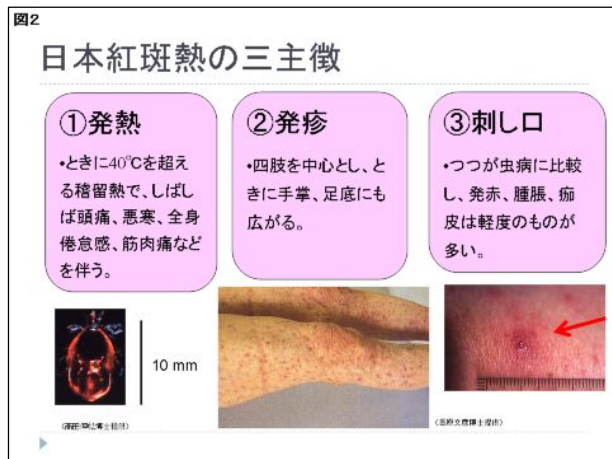 図2
日本紅斑熱の三主徴
①発熱
•ときに40℃を超え
る稽留熱で、しばし
ば頭痛、悪寒、全身
倦怠感、筋肉痛など
を伴う。
②発疹
•四肢を中心とし、と
きに手掌、足底にも
広がる。
③刺し口
•つつが虫病に比較
し、発赤、腫脹、痂
皮は軽度のものが
多い。
10 mm